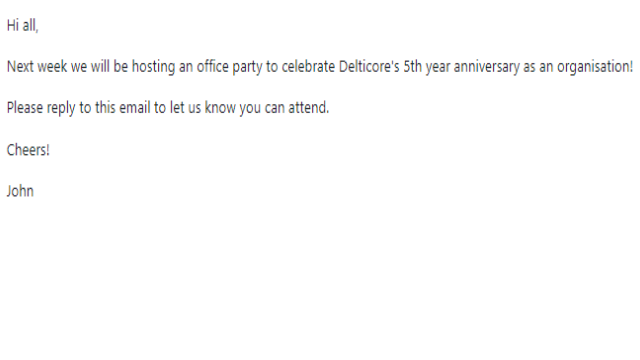 Hi all,
Next week we will be hosting an office party to celebrate Delticore's 5th year anniversary as an organisation!
Please reply to this email to let us know you can attend.
Cheers!
John